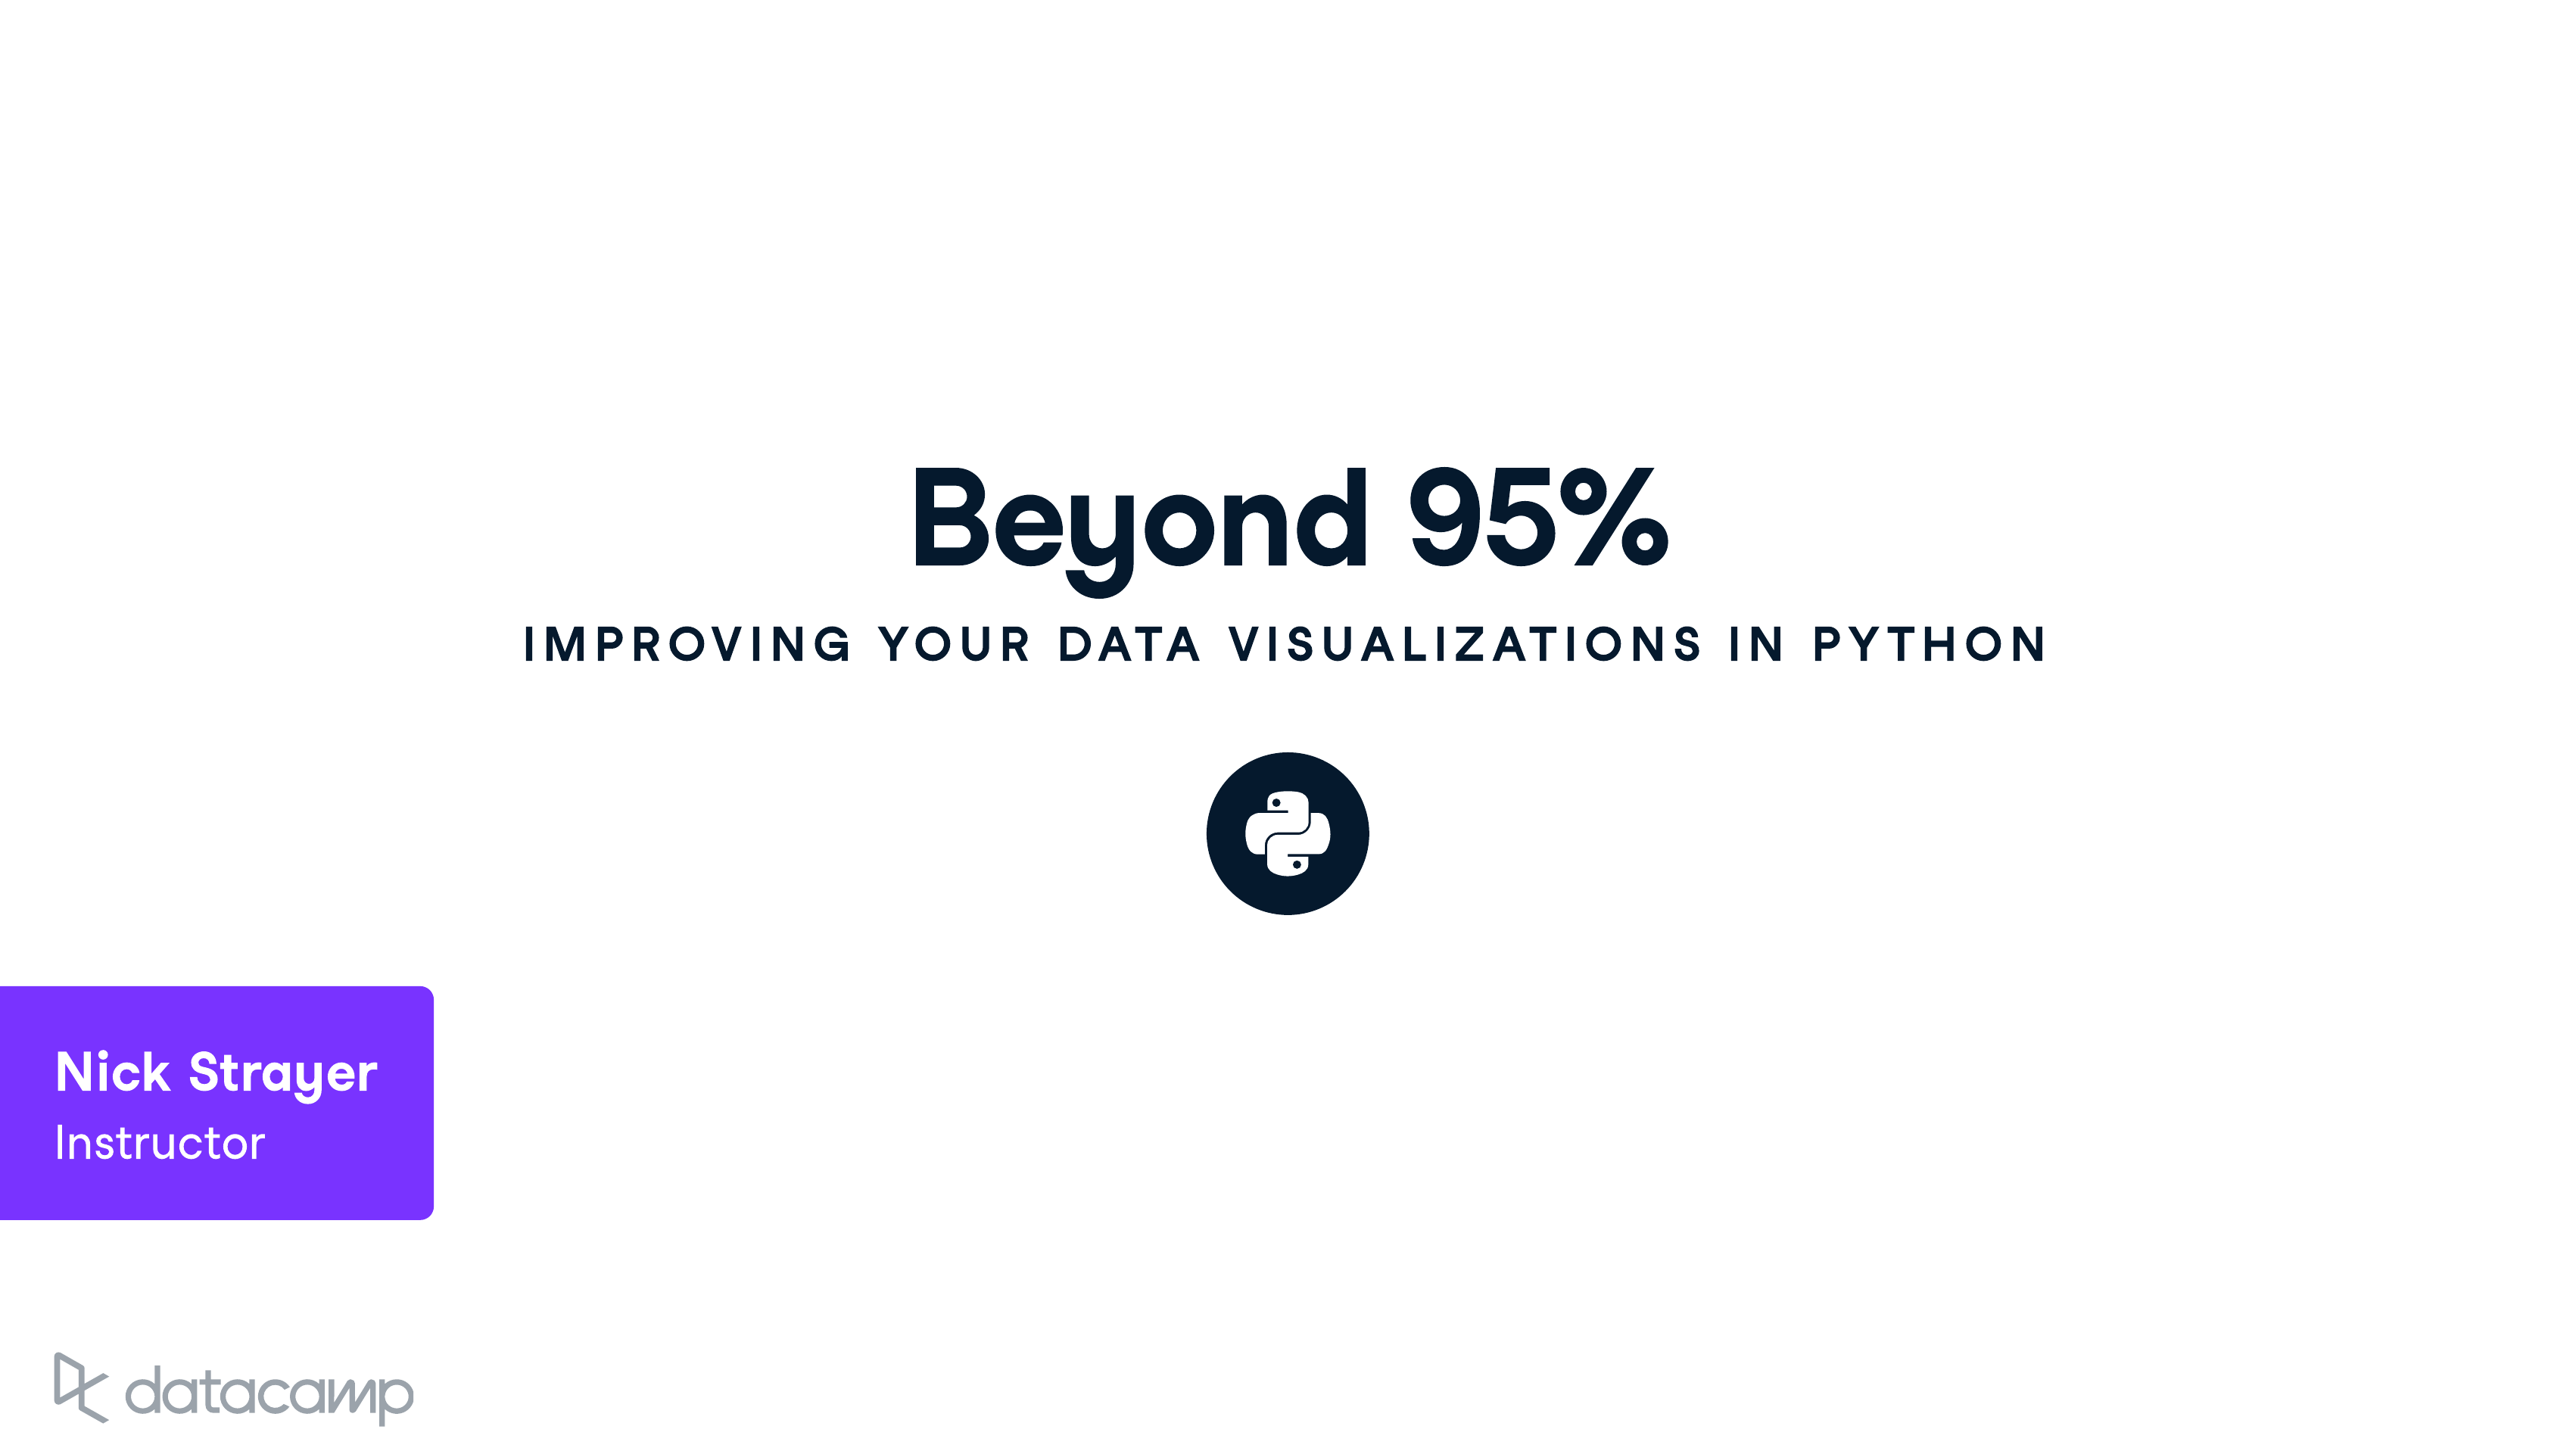 Beyond 95%
IMPROVING YOUR DATA VISUALIZATIONS IN PYTHON
Nick Strayer
Instructor
datacamp